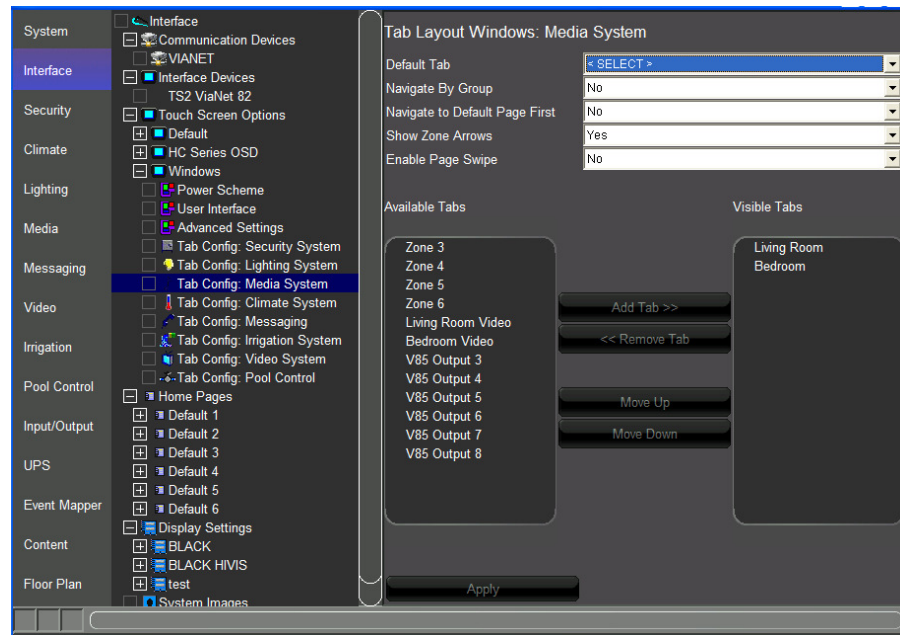 System
Interface
Security
Climate
Lighting
Media
Messaging
Video
Irrigation
Pool Control
Input/Output
UPS
Event Mapper
Content
Floor Plan
Interface
Communication Devices
VIANET
Interface Devices
TS2 ViaNet 82
Touch Screen Options
Default
HC Series OSD
Windows
Power Scheme
User Interface
Advanced Settings
Tab Config: Security System
Tab Config: Lighting System
Tab Config: Media System
Tab Config: Climate System
Tab Config: Messaging
Tab Config: Irrigation System
Tab Config: Video System
Tab Config: Pool Control
Home Pages
Default 1
Default 2
Default 3
Default 4
Default 5
Default 6
Display Settings
BLACK
BLACK HIVIS
test
System Images
Tab Layout Windows: Media System
Default Tab < SELECT >
Navigate By Group No
Navigate to Default Page First No
Show Zone Arrows Yes
Enable Page Swipe No
Available Tabs
Zone 3
Zone 4
Zone 5
Zone 6
Living Room Video
Bedroom Video
V85 Output 3
V85 Output 4
V85 Output 5
V85 Output 6
V85 Output 7
V85 Output 8
Add Tab >>
<< Remove Tab
Move Up
Move Down
Visible Tabs
Living Room
Bedroom
Apply